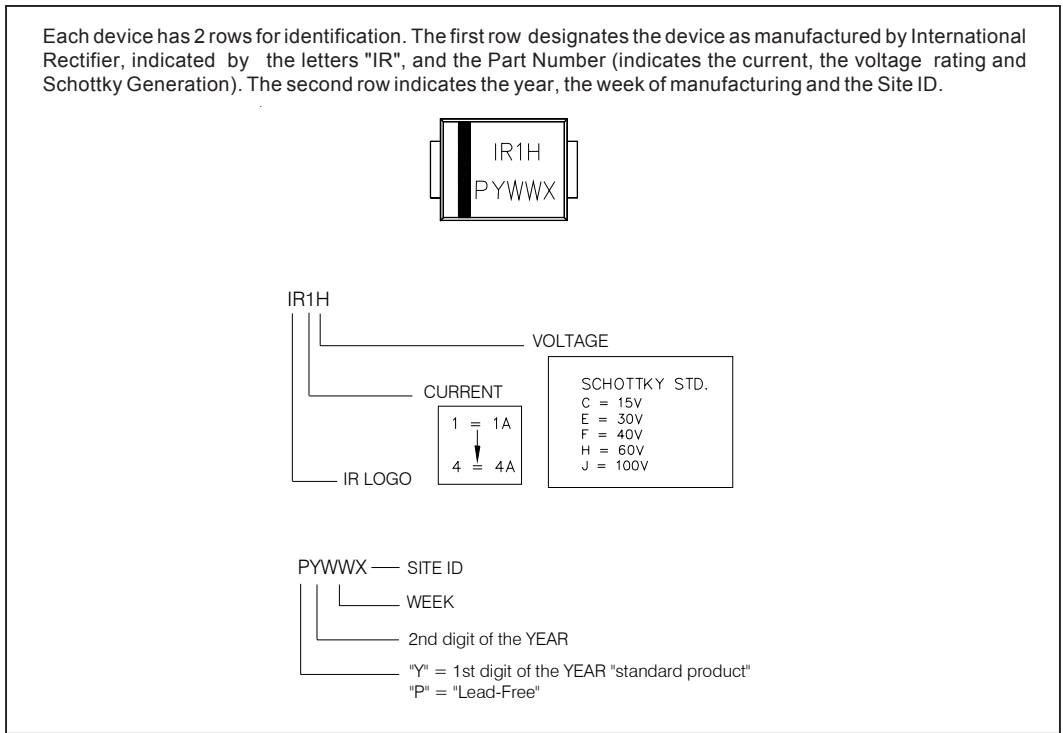 Each device has 2 rows for identification. The first row designates the device as manufactured by International
Rectifier, indicated by the letters "IR", and the Part Number (indicates the current, the voltage rating and
Schottky Generation). The second row indicates the year, the week of manufacturing and the Site ID.
IR1H
PYWWX
IR1H
VOLTAGE
SCHOTTKY STD.
C = 15V
E = 30V
F = 40V
H = 60V
J = 100V
CURRENT
1 = 1A
4 = 4A
IR LOGO
PYWWX
SITE ID
WEEK
2nd digit of the YEAR
"Y" = 1st digit of the YEAR "standard product"
"P" = "Lead-Free"